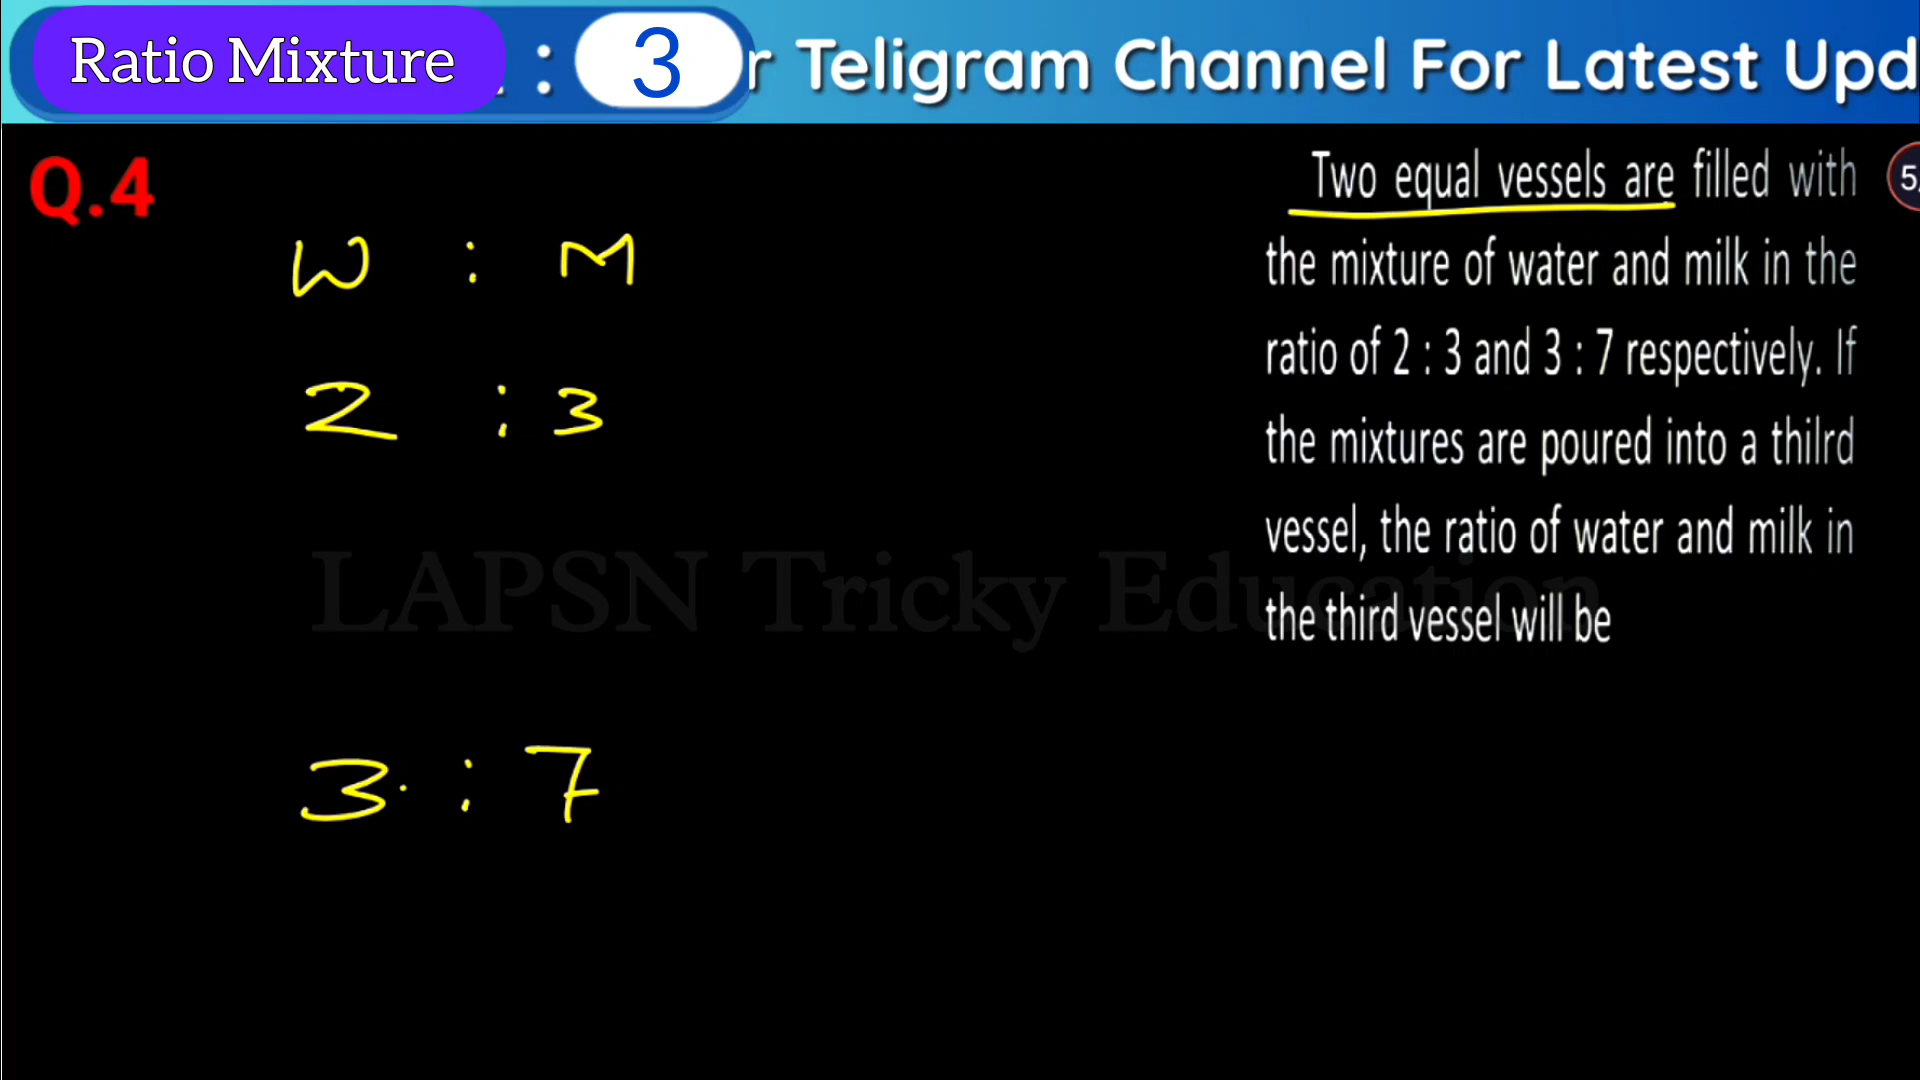 Ratio Mixture : 3 r Teligram Channel For Latest Upd
Q.4
Two equal vessels are filled with
the mixture of water and milk in the
ratio of 2 : 3 and 3 : 7 respectively. If
the mixtures are poured into a thilrd
vessel, the ratio of water and milk in
the third vessel will be
5
W : M
2 : 3
LAPSN Tricky Education
3 : 7